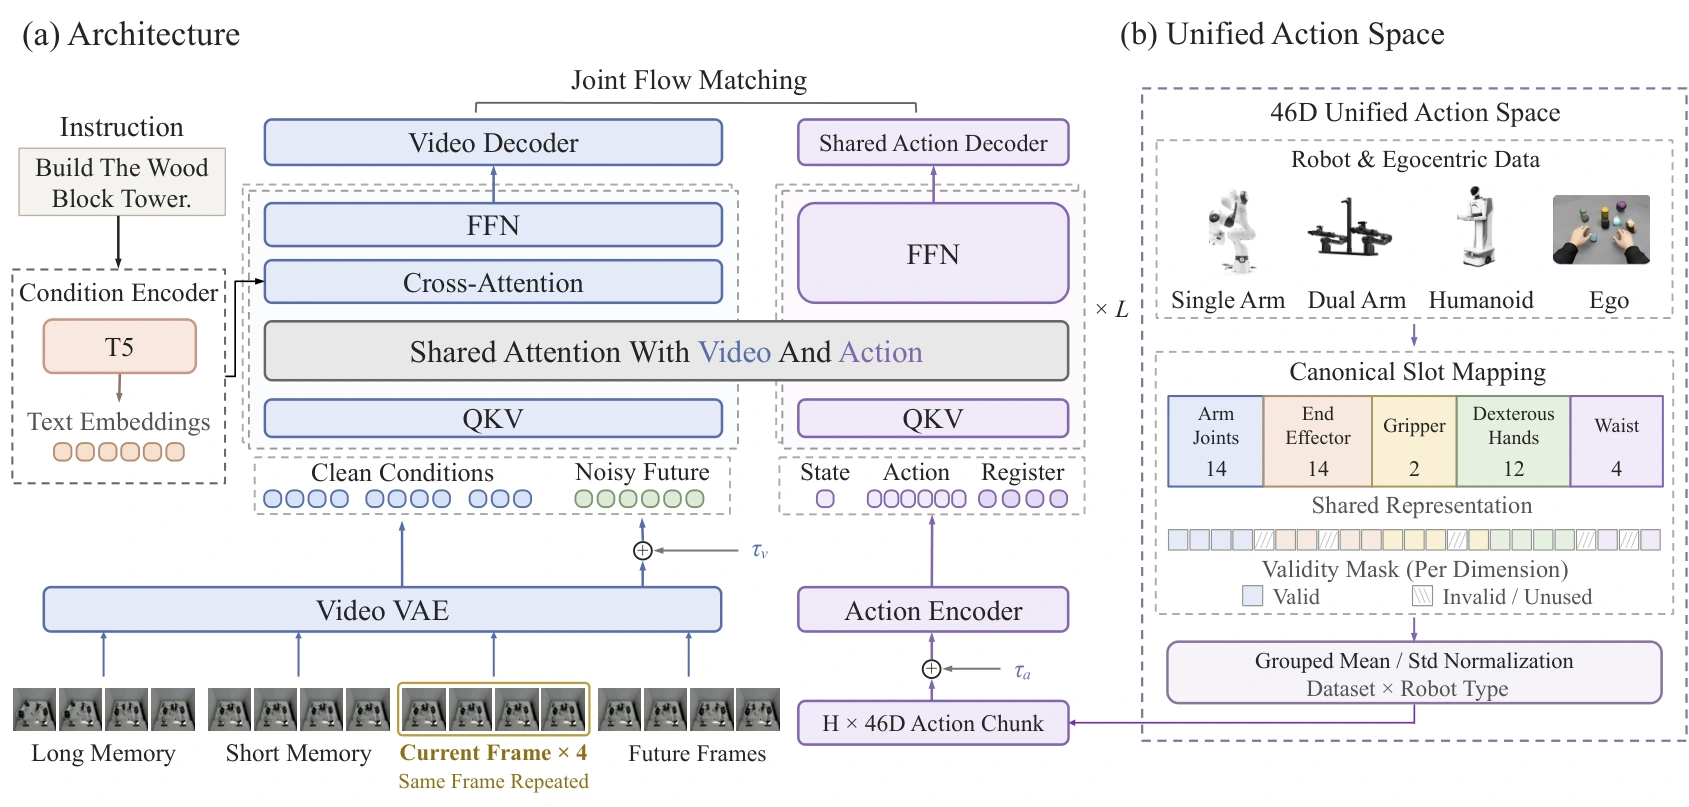 (a) Architecture
Joint Flow Matching
Instruction
Build The Wood
Block Tower.
Condition Encoder
T5
Text Embeddings
Video Decoder
FFN
Cross-Attention
Shared Attention With Video And Action
QKV
Shared Action Decoder
FFN
QKV
× L
Clean Conditions
Noisy Future
State
Action
Register
τv
Video VAE
Action Encoder
τa
H × 46D Action Chunk
Long Memory
Short Memory
Current Frame × 4
Same Frame Repeated
Future Frames
(b) Unified Action Space
46D Unified Action Space
Robot & Egocentric Data
Single Arm
Dual Arm
Humanoid
Ego
Canonical Slot Mapping
Arm
Joints
14
End
Effector
14
Gripper
2
Dexterous
Hands
12
Waist
4
Shared Representation
Validity Mask (Per Dimension)
Valid
Invalid / Unused
Grouped Mean / Std Normalization
Dataset × Robot Type